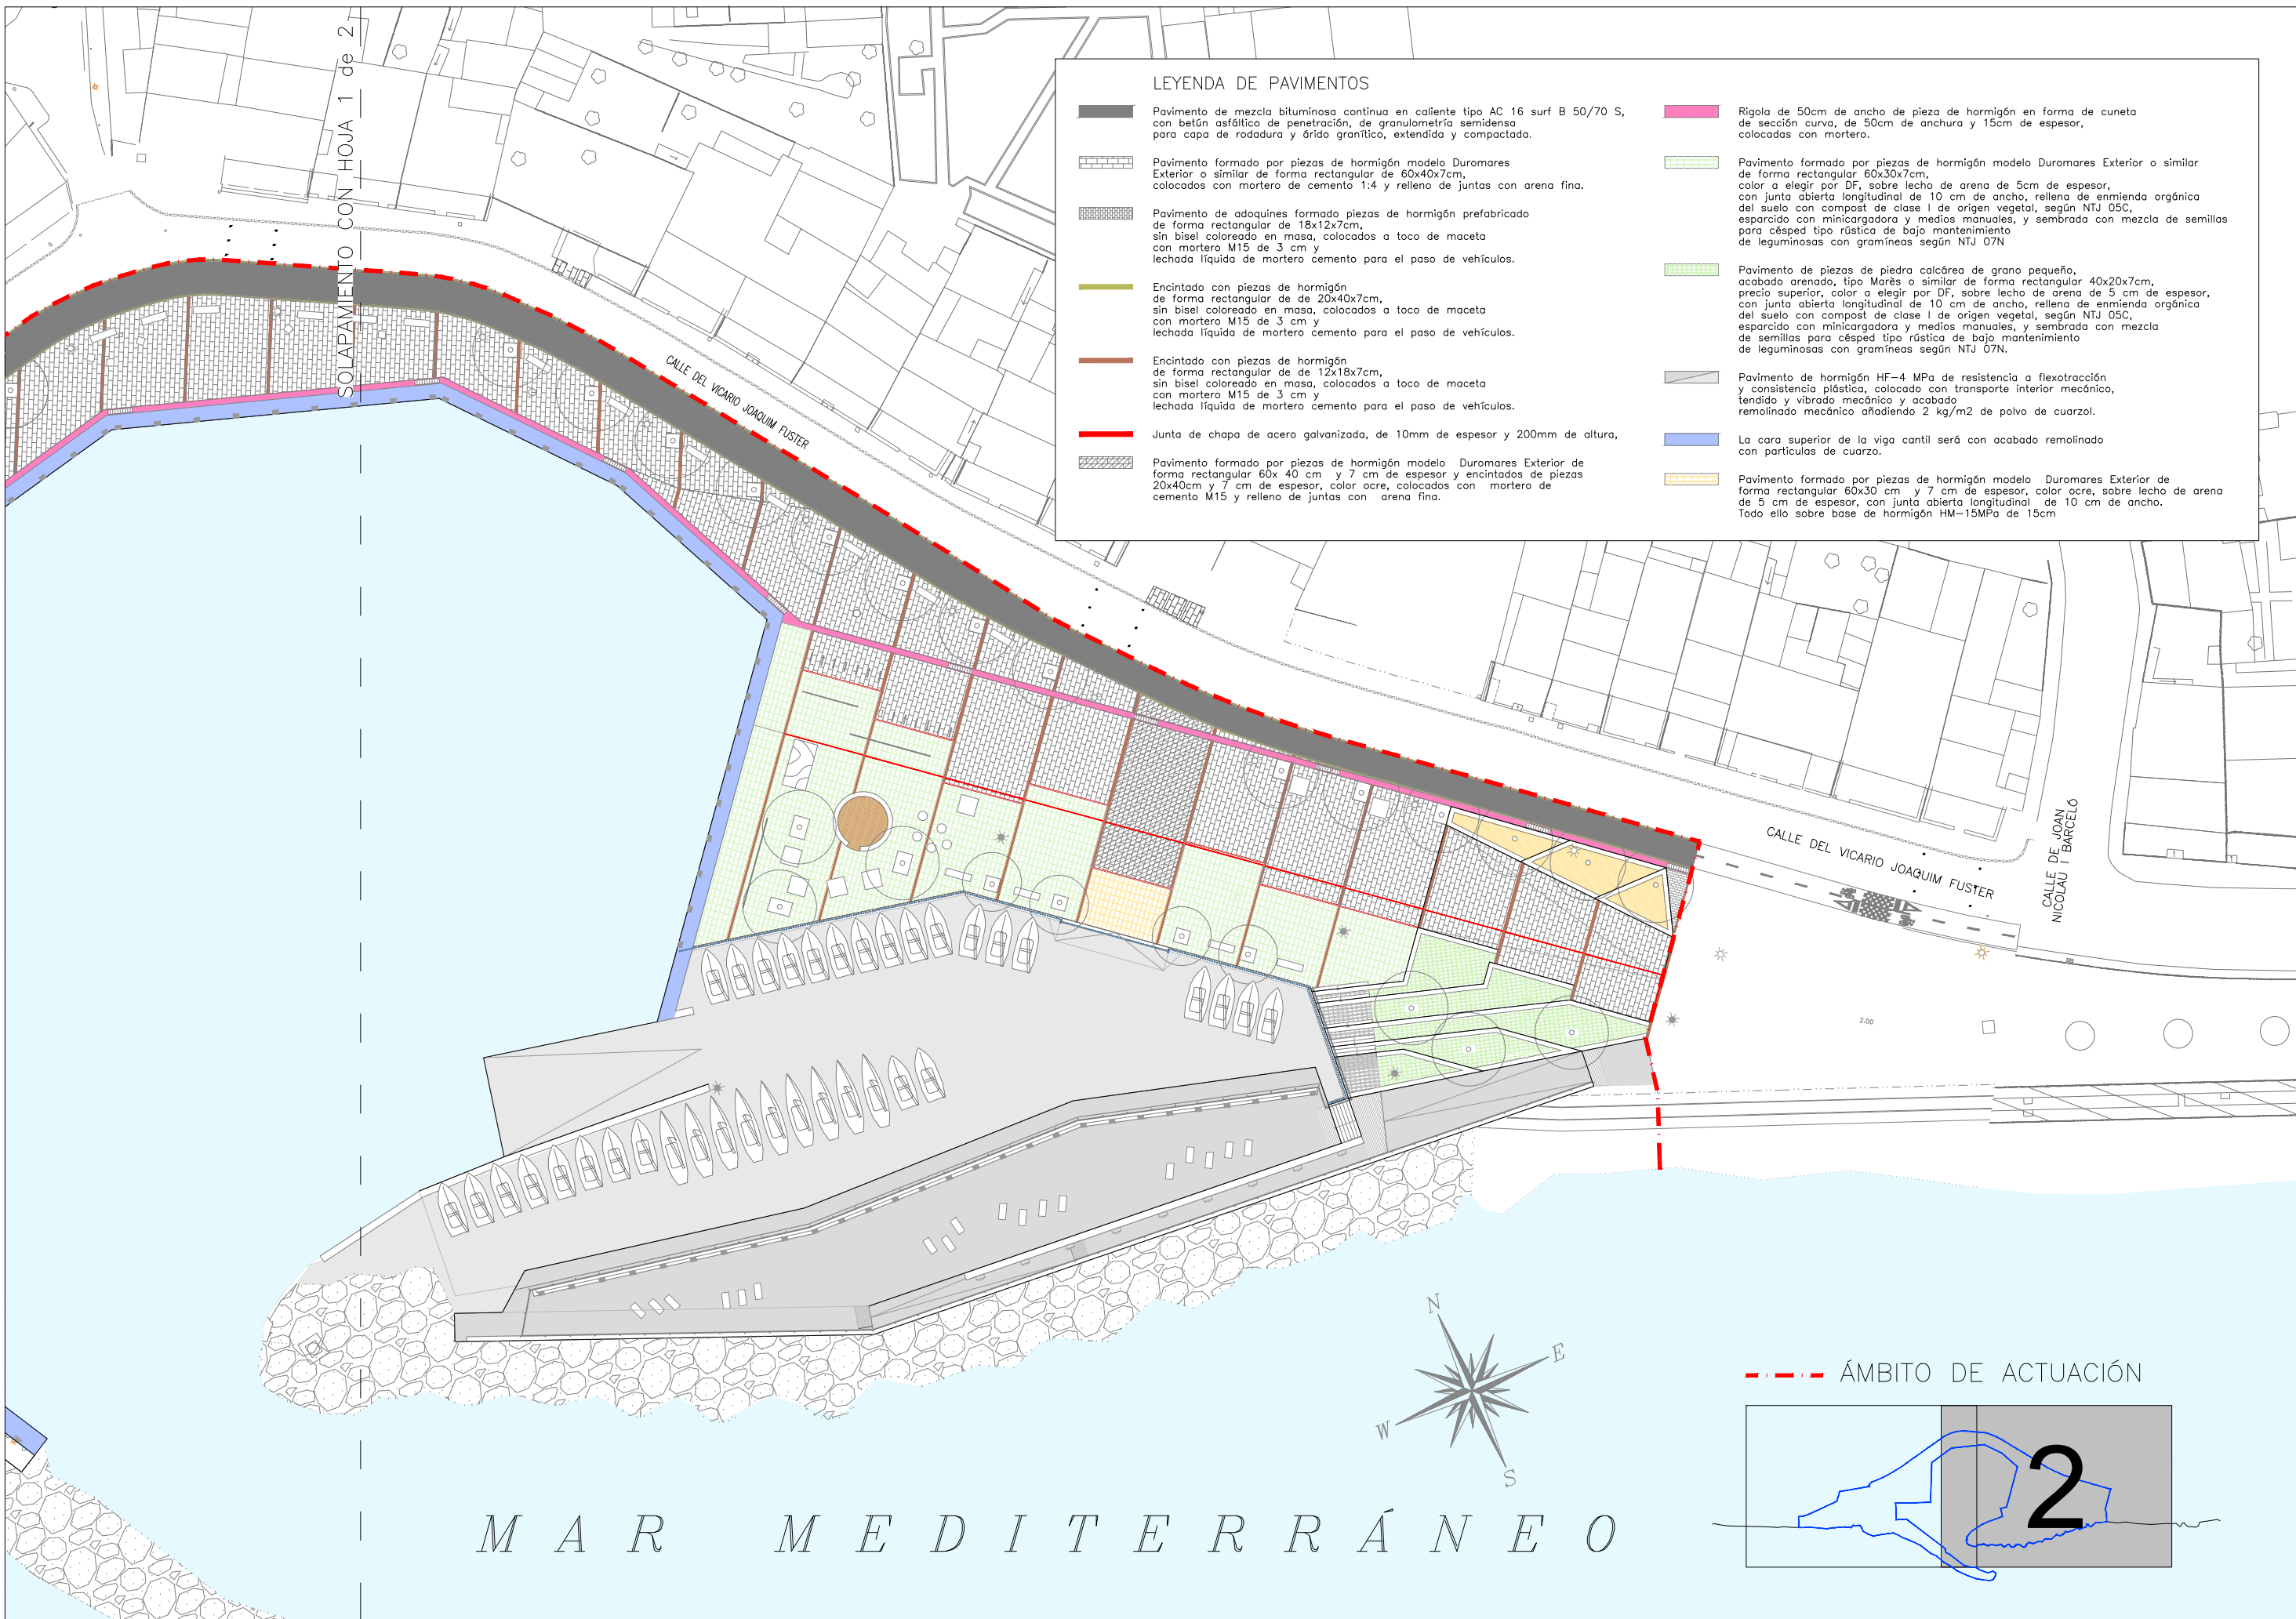 SOLAPAMIENTO CON HOJA 1 de 2
LEYENDA DE PAVIMENTOS
Pavimento de mezcla bituminosa continua en caliente tipo AC 16 surf B 50/70 S,
con betún asfáltico de penetración, de granulometría semidensa
para capa de rodadura y árido granítico, extendida y compactada.
Pavimento formado por piezas de hormigón modelo Duromares
Exterior o similar de forma rectangular de 60x40x7cm,
colocados con mortero de cemento 1:4 y relleno de juntas con arena fina.
Pavimento de adoquines formado piezas de hormigón prefabricado
de forma rectangular de 18x12x7cm,
sin bisel coloreado en masa, colocados a toco de maceta
con mortero M15 de 3 cm y
lechada líquida de mortero cemento para el paso de vehículos.
Encintado con piezas de hormigón
de forma rectangular de de 20x40x7cm,
sin bisel coloreado en masa, colocados a toco de maceta
con mortero M15 de 3 cm y
lechada líquida de mortero cemento para el paso de vehículos.
Encintado con piezas de hormigón
de forma rectangular de de 12x18x7cm,
sin bisel coloreado en masa, colocados a toco de maceta
con mortero M15 de 3 cm y
lechada líquida de mortero cemento para el paso de vehículos.
Junta de chapa de acero galvanizada, de 10mm de espesor y 200mm de altura,
Pavimento formado por piezas de hormigón modelo Duromares Exterior de
forma rectangular 60x 40 cm y 7 cm de espesor y encintados de piezas
20x40cm y 7 cm de espesor, color ocre, colocados con mortero de
cemento M15 y relleno de juntas con arena fina.
Rigola de 50cm de ancho de pieza de hormigón en forma de cuneta
de sección curva, de 50cm de anchura y 15cm de espesor,
colocadas con mortero.
Pavimento formado por piezas de hormigón modelo Duromares Exterior o similar
de forma rectangular 60x30x7cm,
color a elegir por DF, sobre lecho de arena de 5cm de espesor,
con junta abierta longitudinal de 10 cm de ancho, rellena de enmienda orgánica
del suelo con compost de clase I de origen vegetal, según NTJ 05C,
esparcido con minicargadora y medios manuales, y sembrada con mezcla de semillas
para césped tipo rústica de bajo mantenimiento
de leguminosas con gramíneas según NTJ 07N
Pavimento de piezas de piedra calcárea de grano pequeño,
acabado arenado, tipo Marès o similar de forma rectangular 40x20x7cm,
precio superior, color a elegir por DF, sobre lecho de arena de 5 cm de espesor,
con junta abierta longitudinal de 10 cm de ancho, rellena de enmienda orgánica
del suelo con compost de clase I de origen vegetal, según NTJ 05C,
esparcido con minicargadora y medios manuales, y sembrada con mezcla
de semillas para césped tipo rústica de bajo mantenimiento
de leguminosas con gramíneas según NTJ 07N.
Pavimento de hormigón HF-4 MPa de resistencia a flexotracción
y consistencia plástica, colocado con transporte interior mecánico,
tendido y vibrado mecánico y acabado
remolinado mecánico añadiendo 2 kg/m2 de polvo de cuarzol.
La cara superior de la viga cantil será con acabado remolinado
con particulas de cuarzo.
Pavimento formado por piezas de hormigón modelo Duromares Exterior de
forma rectangular 60x30 cm y 7 cm de espesor, color ocre, sobre lecho de arena
de 5 cm de espesor, con junta abierta longitudinal de 10 cm de ancho.
Todo ello sobre base de hormigón HM-15MPa de 15cm
CALLE DEL VICARIO JOAQUIM FUSTER
CALLE DEL VICARIO JOAQUIM FUSTER
CALLE DE JOAN
NICOLAU I BARCELÓ
2.00
N
E
W
S
ÁMBITO DE ACTUACIÓN
2
MAR MEDITERRÁNEO